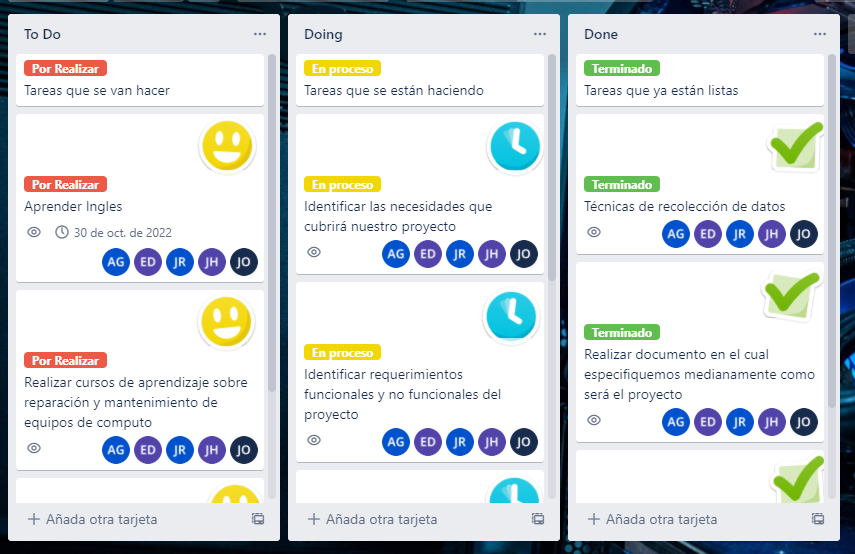 To Do
Por Realizar
Tareas que se van hacer
Por Realizar
Aprender Ingles
30 de oct. de 2022
AG ED JR JH JO
Por Realizar
Realizar cursos de aprendizaje sobre
reparación y mantenimiento de
equipos de computo
AG ED JR JH JO
Añada otra tarjeta
Doing
En proceso
Tareas que se están haciendo
En proceso
Identificar las necesidades que
cubrirá nuestro proyecto
AG ED JR JH JO
En proceso
Identificar requerimientos
funcionales y no funcionales del
proyecto
AG ED JR JH JO
Añada otra tarjeta
Done
Terminado
Tareas que ya están listas
Terminado
Técnicas de recolección de datos
AG ED JR JH JO
Terminado
Realizar documento en el cual
especifiquemos medianamente como
será el proyecto
AG ED JR JH JO
Añada otra tarjeta